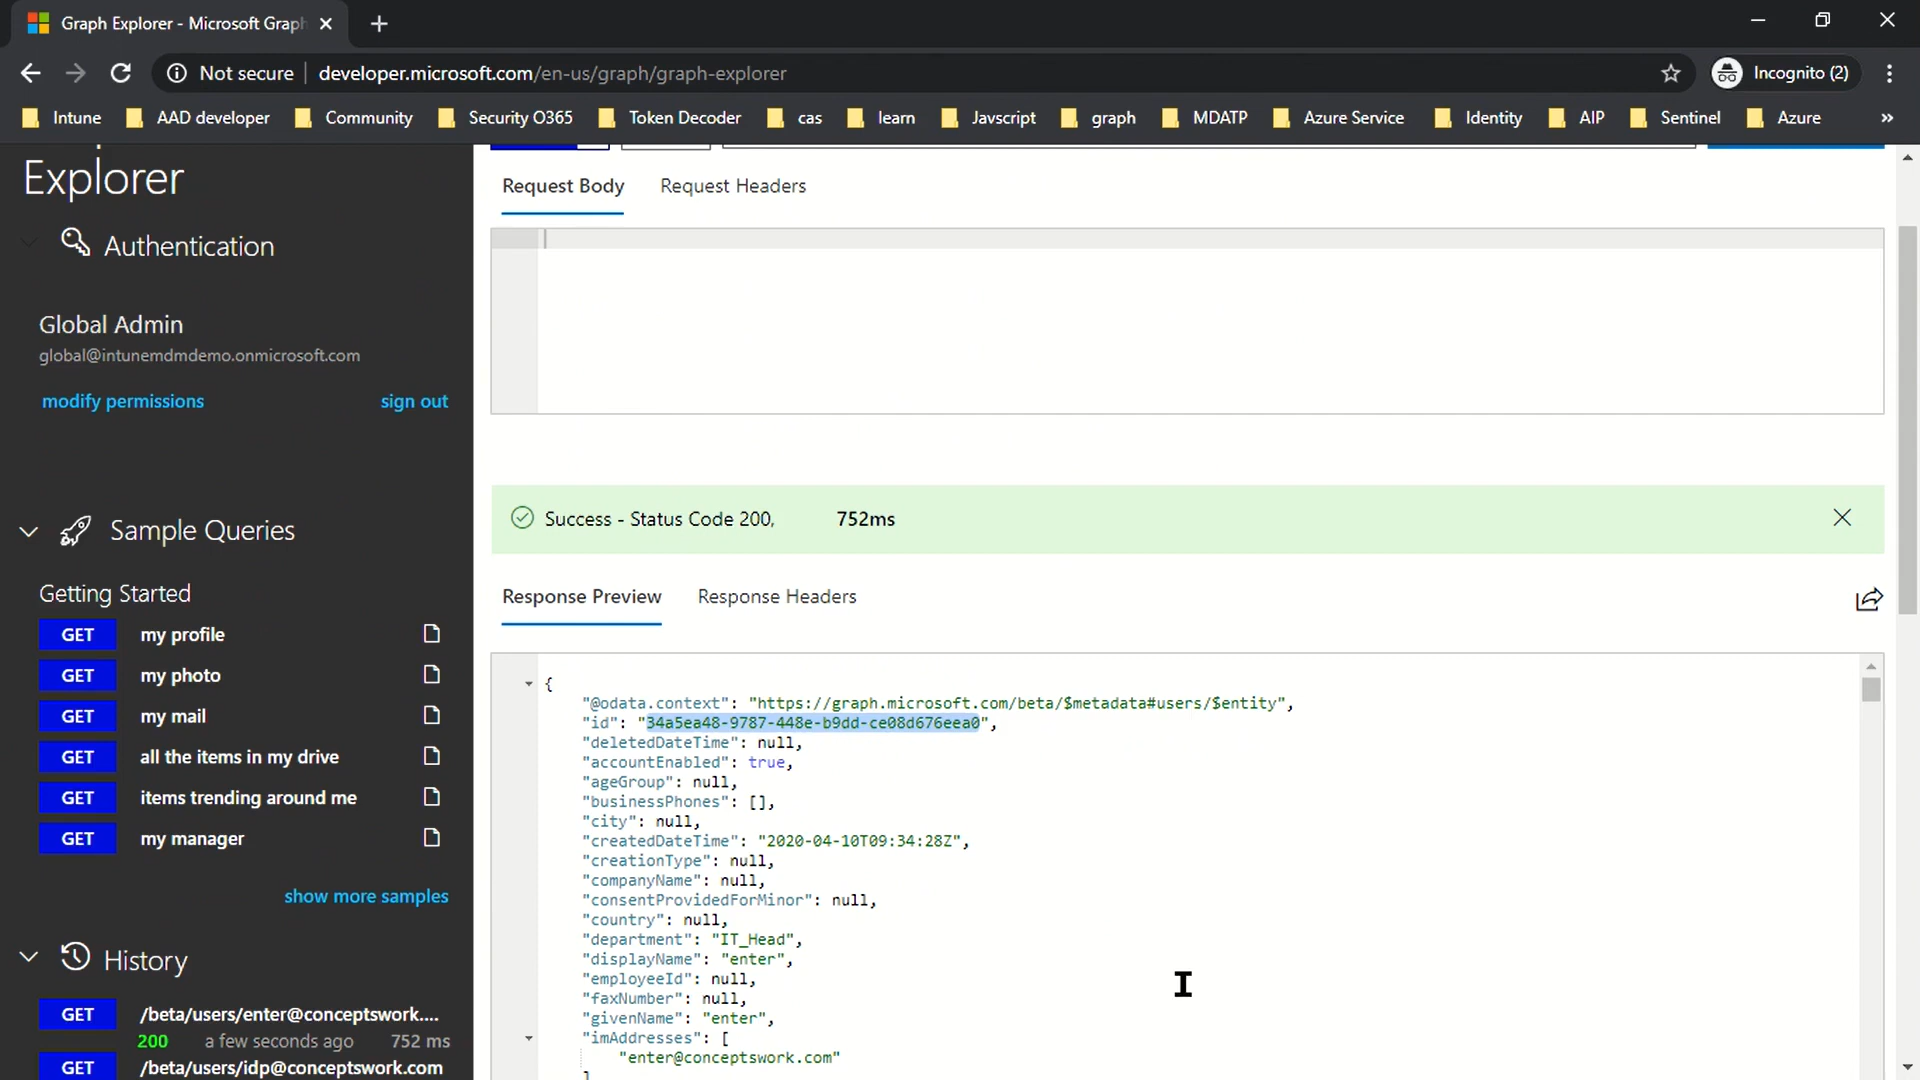 Graph Explorer - Microsoft Graph
Not secure
developer.microsoft.com/en-us/graph/graph-explorer
Incognito (2)
Intune
AAD developer
Community
Security O365
Token Decoder
cas
learn
Javscript
graph
MDATP
Azure Service
Identity
AIP
Sentinel
Azure
»
Explorer
Authentication
Global Admin
global@intunemdmdemo.onmicrosoft.com
modify permissions
sign out
Sample Queries
Getting Started
GET my profile
GET my photo
GET my mail
GET all the items in my drive
GET items trending around me
GET my manager
show more samples
History
GET /beta/users/enter@conceptswork....
200 a few seconds ago 752 ms
GET /beta/users/idp@conceptswork.com
Request Body
Request Headers
Success - Status Code 200, 752ms
Response Preview
Response Headers
{
"@odata.context": "https://graph.microsoft.com/beta/$metadata#users/$entity",
"id": "34a5ea48-9787-448e-b9dd-ce08d676eea0",
"deletedDateTime": null,
"accountEnabled": true,
"ageGroup": null,
"businessPhones": [],
"city": null,
"createdDateTime": "2020-04-10T09:34:28Z",
"creationType": null,
"companyName": null,
"consentProvidedForMinor": null,
"country": null,
"department": "IT_Head",
"displayName": "enter",
"employeeId": null,
"faxNumber": null,
"givenName": "enter",
"imAddresses": [
"enter@conceptswork.com"
]